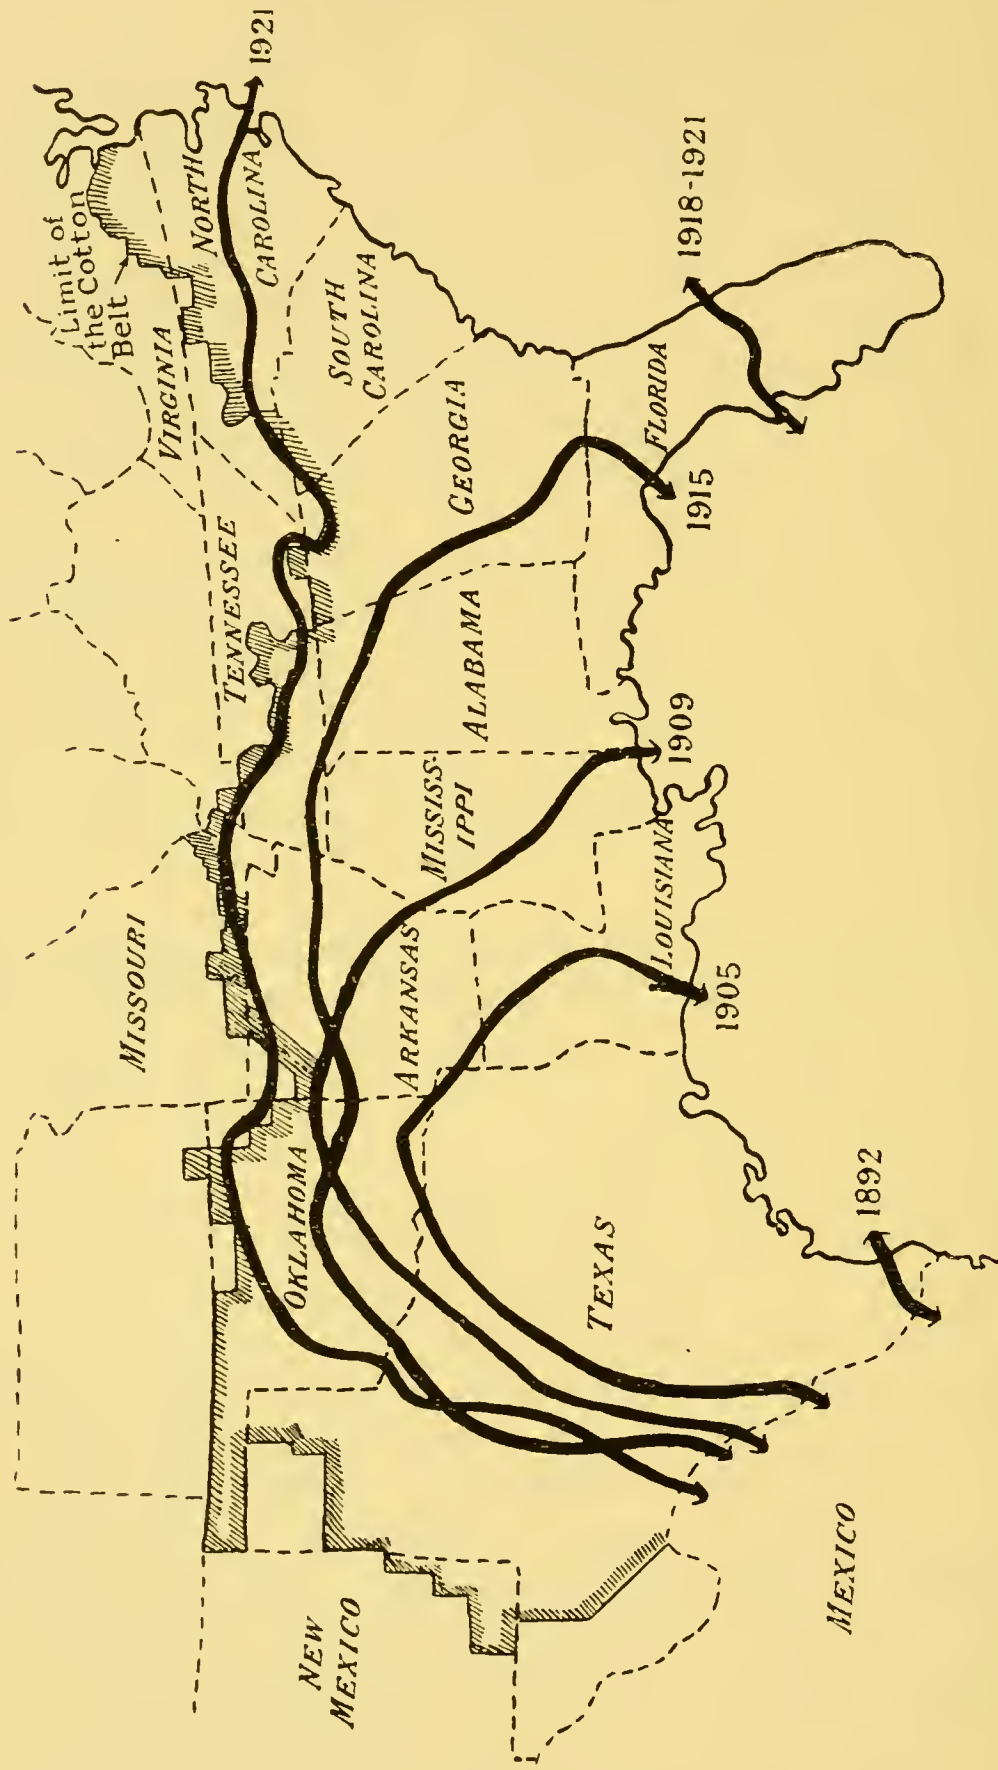 Limit of
the Cotton
Belt
VIRGINIA
NORTH
CAROLINA
1921
MISSOURI
TENNESSEE
SOUTH
CAROLINA
1918-1921
OKLAHOMA
ARKANSAS
MISSISS-
IPPI
ALABAMA
GEORGIA
FLORIDA
NEW
MEXICO
TEXAS
LOUISIANA
1909
1915
1905
1892
MEXICO